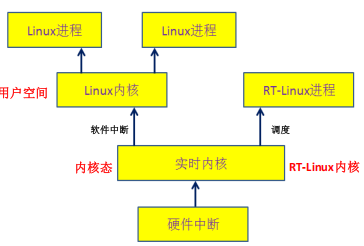 Linux进程
Linux进程
用户空间
Linux内核
RT-Linux进程
软件中断
调度
内核态
实时内核
RT-Linux内核
硬件中断